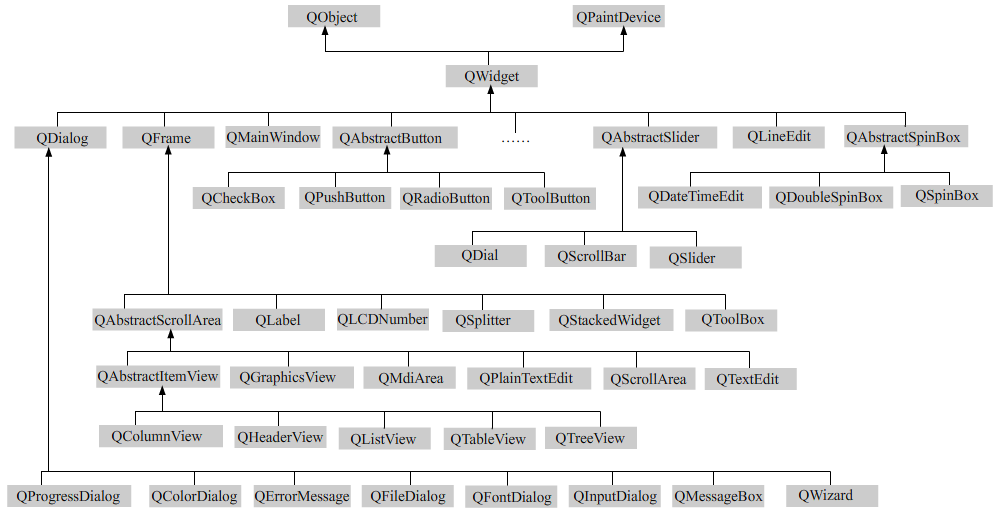 QObject
QPaintDevice
QWidget
QDialog
QFrame
QMainWindow
QAbstractButton
……
QAbstractSlider
QLineEdit
QAbstractSpinBox
QCheckBox
QPushButton
QRadioButton
QToolButton
QDateTimeEdit
QDoubleSpinBox
QSpinBox
QDial
QScrollBar
QSlider
QAbstractScrollArea
QLabel
QLCDNumber
QSplitter
QStackedWidget
QToolBox
QAbstractItemView
QGraphicsView
QMdiArea
QPlainTextEdit
QScrollArea
QTextEdit
QColumnView
QHeaderView
QListView
QTableView
QTreeView
QProgressDialog
QColorDialog
QErrorMessage
QFileDialog
QFontDialog
QInputDialog
QMessageBox
QWizard